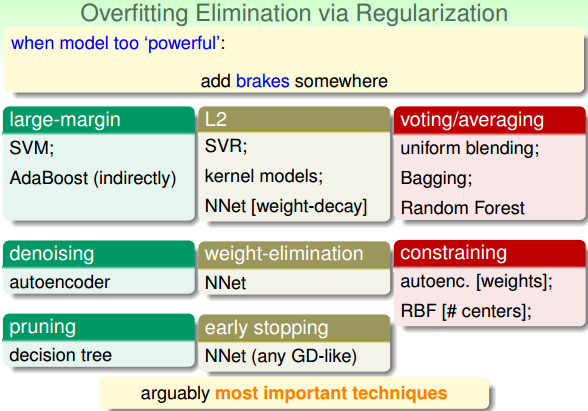 Overfitting Elimination via Regularization
when model too ‘powerful’:
add brakes somewhere
large-margin
SVM;
AdaBoost (indirectly)
L2
SVR;
kernel models;
NNet [weight-decay]
voting/averaging
uniform blending;
Bagging;
Random Forest
denoising
autoencoder
weight-elimination
NNet
constraining
autoenc. [weights];
RBF [# centers];
pruning
decision tree
early stopping
NNet (any GD-like)
arguably most important techniques